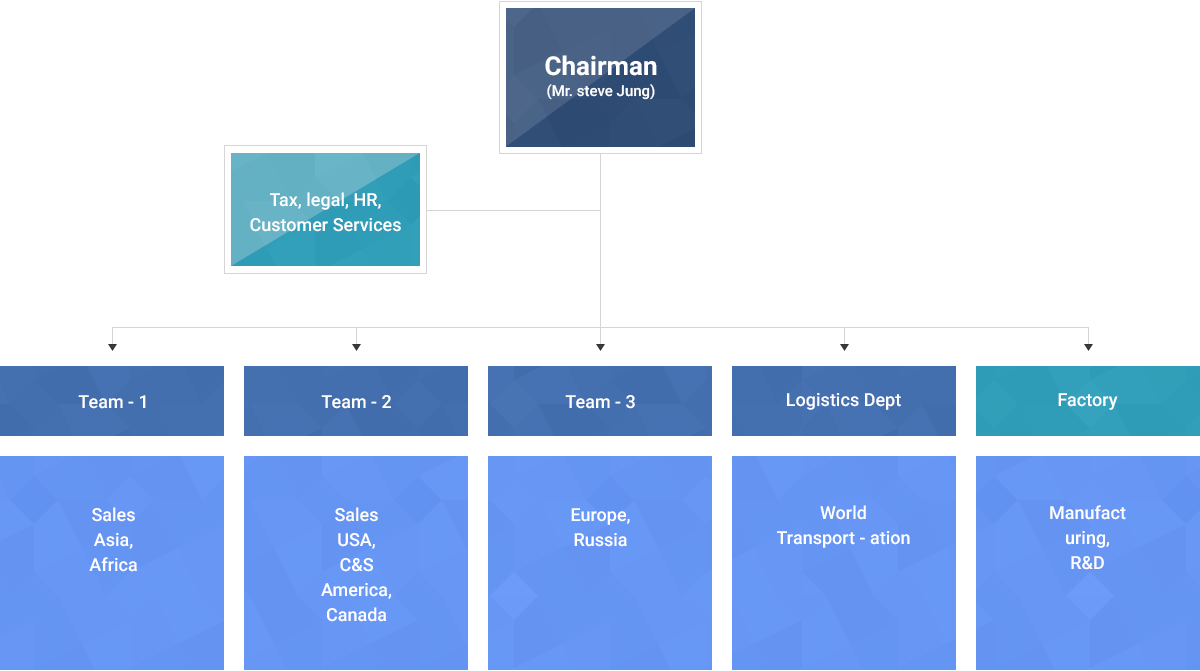 Chairman
(Mr. steve Jung)
Tax, legal, HR,
Customer Services
Team - 1
Team - 2
Team - 3
Logistics Dept
Factory
Sales
Asia,
Africa
Sales
USA,
C&S
America,
Canada
Europe,
Russia
World
Transport - ation
Manufact
uring,
R&D